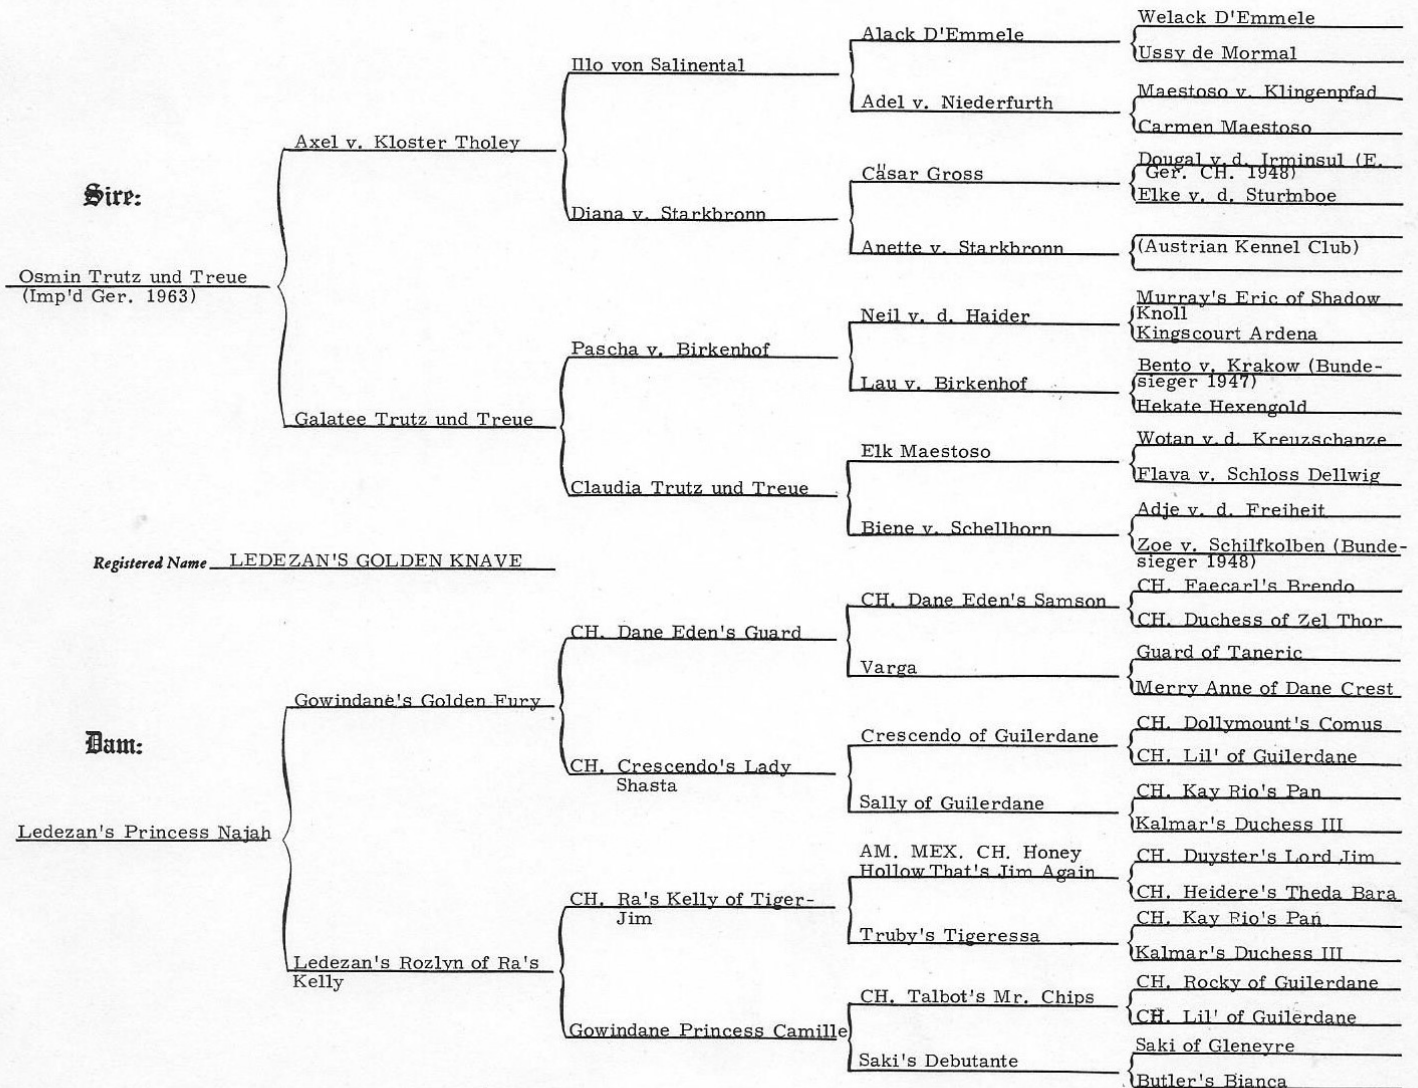 Sire:
Osmin Trutz und Treue
(Imp'd Ger. 1963)
Axel v. Kloster Tholey
Galatee Trutz und Treue
Illo von Salinental
Diana v. Starkbronn
Pascha v. Birkenhof
Claudia Trutz und Treue
Alack D'Emmele
Adel v. Niederfurth
Cäsar Gross
Anette v. Starkbronn
Neil v. d. Haider
Lau v. Birkenhof
Elk Maestoso
Biene v. Schellhorn
Welack D'Emmele
Ussy de Mormal
Maestoso v. Klingenpfad
Carmen Maestoso
Dougal v. d. Irminsul (E.
Ger. CH. 1948)
Elke v. d. Sturmboe
(Austrian Kennel Club)
Murray's Eric of Shadow
Knoll
Kingscourt Ardena
Bento v. Krakow (Bunde-
sieger 1947)
Hekate Hexengold
Wotan v. d. Kreuzschanze
Flava v. Schloss Dellwig
Adje v. d. Freiheit
Zoe v. Schilfkolben (Bunde-
sieger 1948)
Registered Name LEDEZAN'S GOLDEN KNAVE
Dam:
Ledezan's Princess Najah
Gowindane's Golden Fury
Ledezan's Rozlyn of Ra's
Kelly
CH. Dane Eden's Guard
CH. Crescendo's Lady
Shasta
CH. Ra's Kelly of Tiger-
Jim
Gowindane Princess Camille
CH. Dane Eden's Samson
Varga
Crescendo of Guilerdane
Sally of Guilerdane
AM. MEX. CH. Honey
Hollow That's Jim Again
Truby's Tigeressa
CH. Talbot's Mr. Chips
Saki's Debutante
CH. Faecarl's Brendo
CH. Duchess of Zel Thor
Guard of Taneric
Merry Anne of Dane Crest
CH. Dollymount's Comus
CH. Lil' of Guilerdane
CH. Kay Rio's Pan
Kalmar's Duchess III
CH. Duyster's Lord Jim
CH. Heidere's Theda Bara
CH. Kay Rio's Pan
Kalmar's Duchess III
CH. Rocky of Guilerdane
CH. Lil' of Guilerdane
Saki of Gleneyre
Butler's Bianca